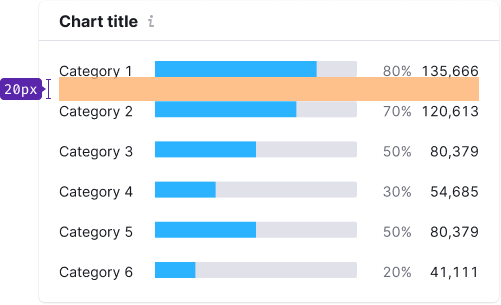 Chart title i
Category 1 80% 135,666
20px
Category 2 70% 120,613
Category 3 50% 80,379
Category 4 30% 54,685
Category 5 50% 80,379
Category 6 20% 41,111